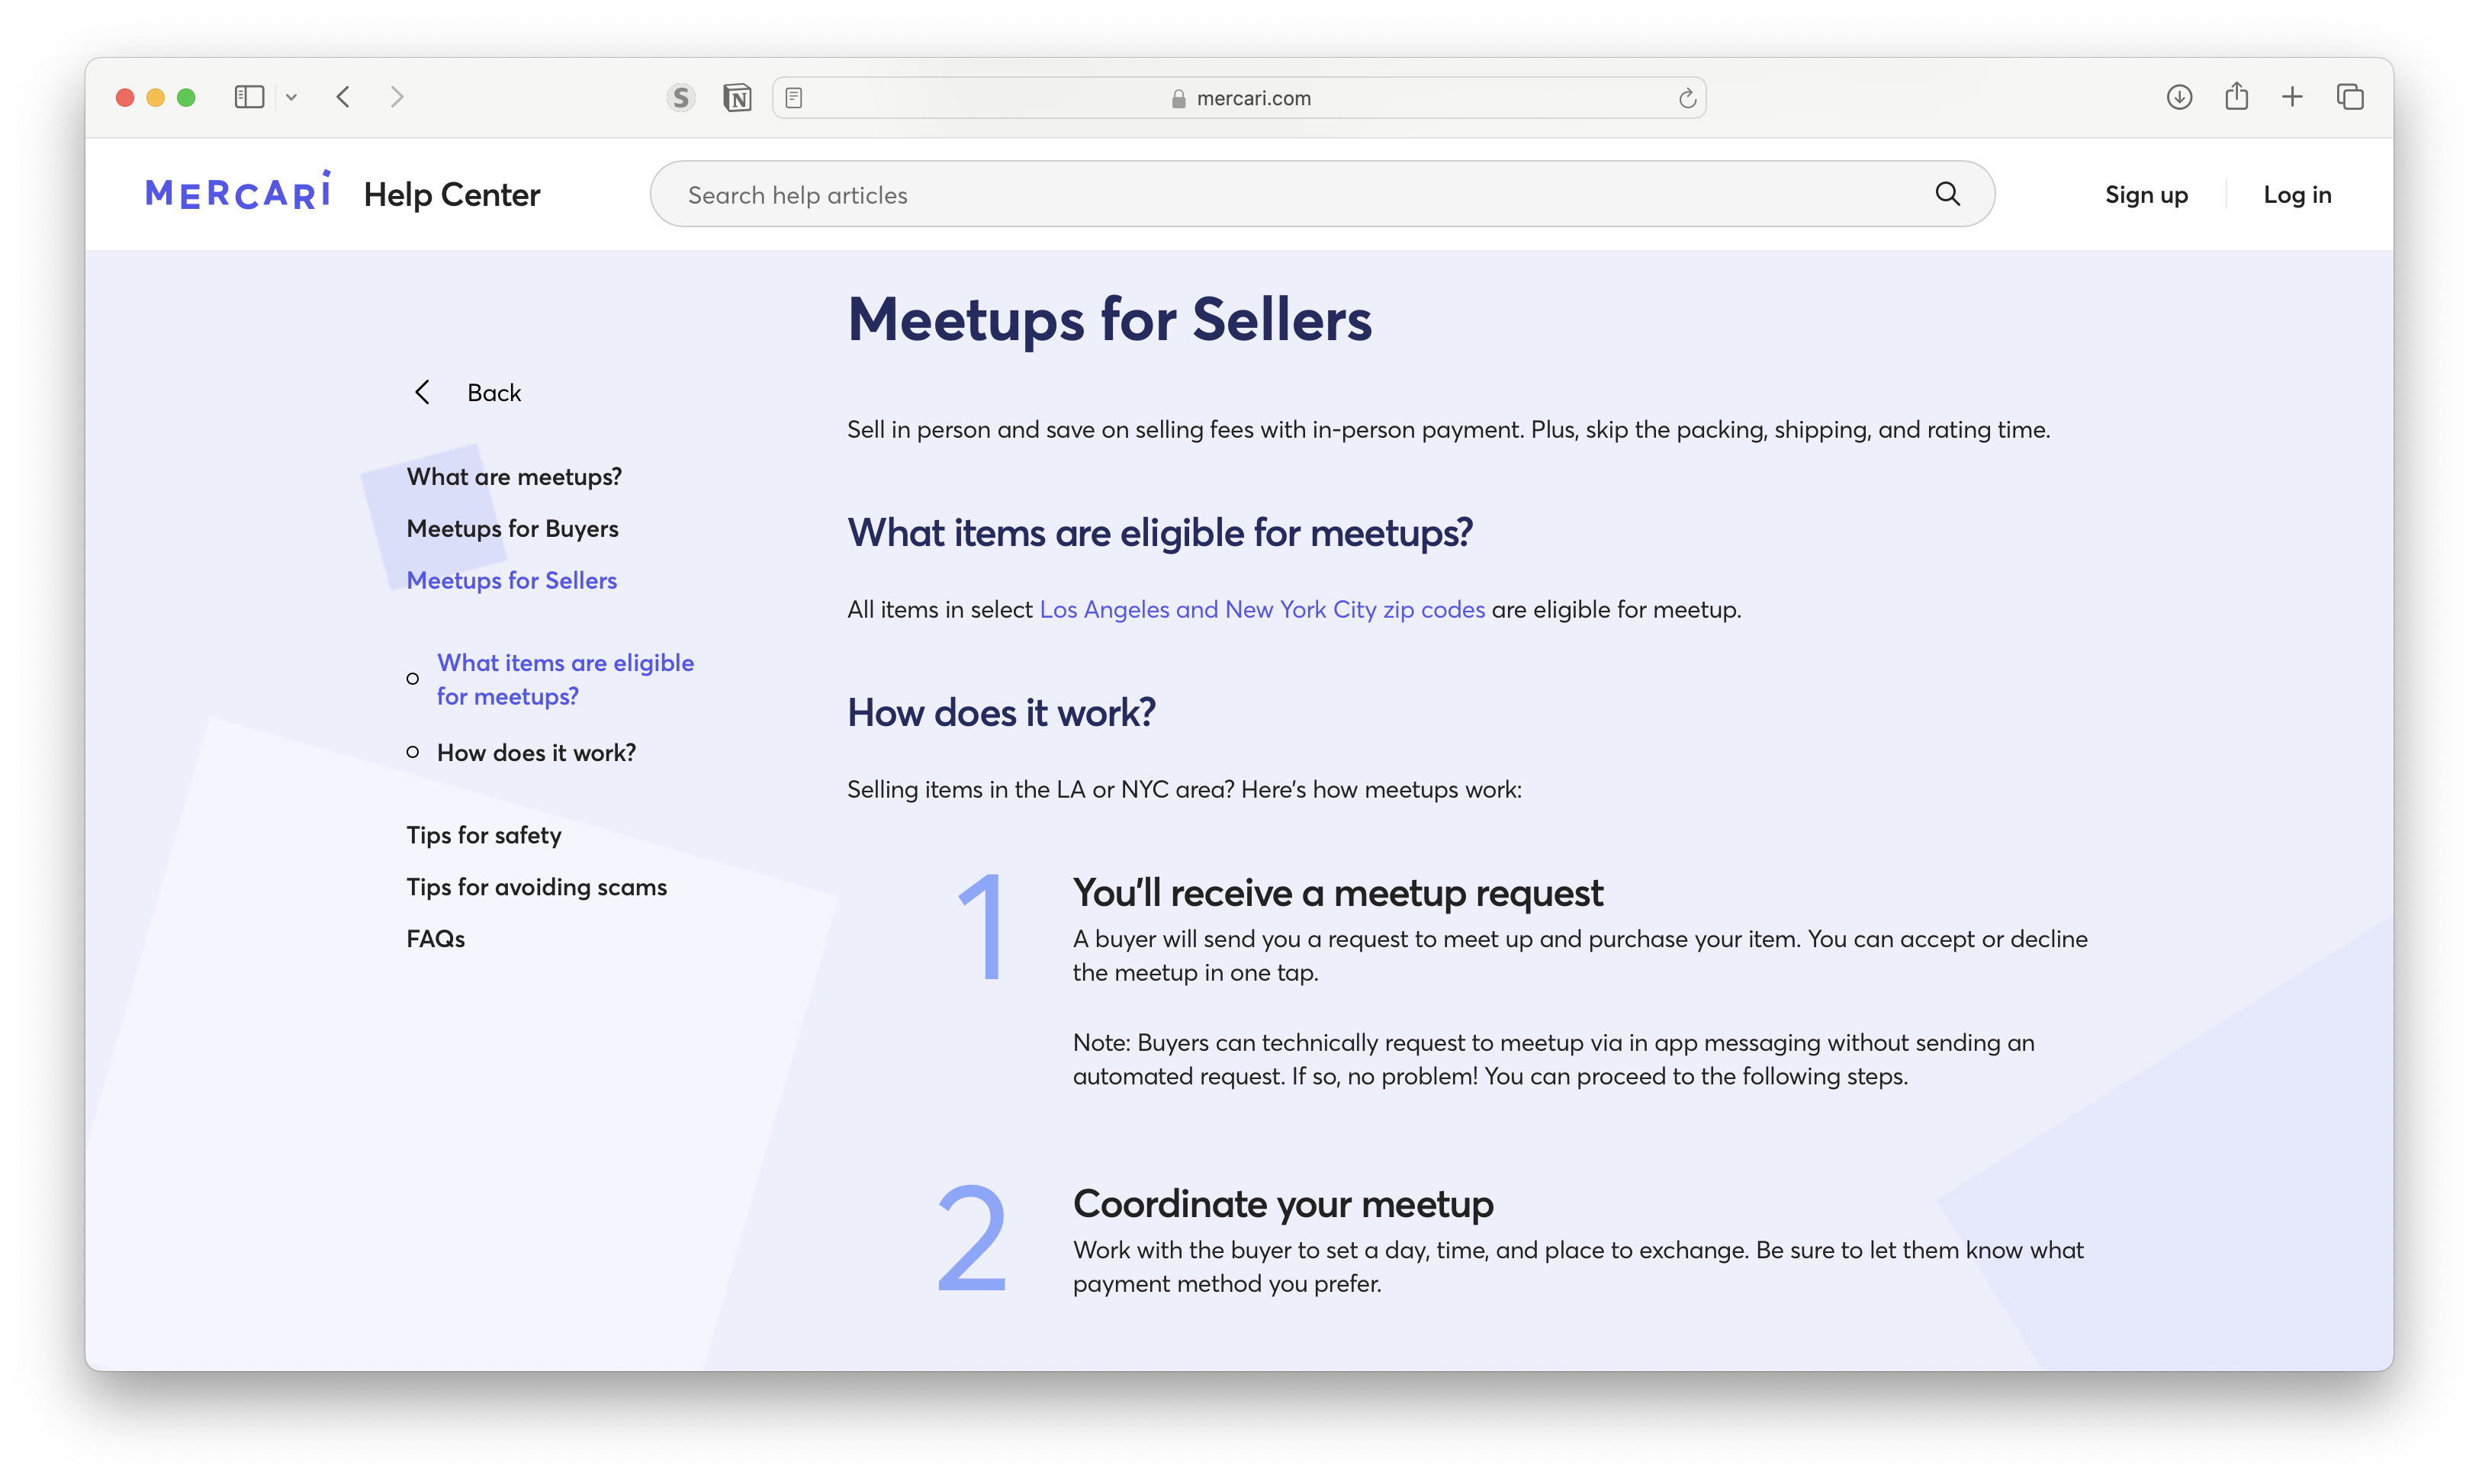 S
N
mercari.com
MERCARI
Help Center
Search help articles
Sign up
Log in
Back
What are meetups?
Meetups for Buyers
Meetups for Sellers
What items are eligible
for meetups?
How does it work?
Tips for safety
Tips for avoiding scams
FAQs
Meetups for Sellers
Sell in person and save on selling fees with in-person payment. Plus, skip the packing, shipping, and rating time.
What items are eligible for meetups?
All items in select Los Angeles and New York City zip codes are eligible for meetup.
How does it work?
Selling items in the LA or NYC area? Here’s how meetups work:
1
You’ll receive a meetup request
A buyer will send you a request to meet up and purchase your item. You can accept or decline
the meetup in one tap.
Note: Buyers can technically request to meetup via in app messaging without sending an
automated request. If so, no problem! You can proceed to the following steps.
2
Coordinate your meetup
Work with the buyer to set a day, time, and place to exchange. Be sure to let them know what
payment method you prefer.